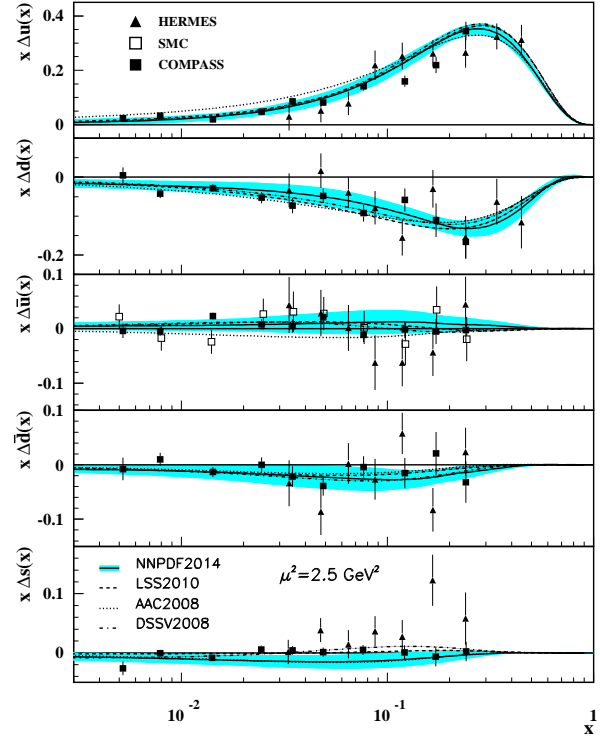 x Δu(x)
0.4
0.2
0
HERMES
SMC
COMPASS
x Δd(x)
0
-0.2
x Δū(x)
0.1
0
-0.1
x Δd̄(x)
0.1
0
-0.1
x Δs(x)
0.1
0
NNPDF2014
LSS2010
AAC2008
DSSV2008
μ²=2.5 GeV²
10⁻²
10⁻¹
1
x